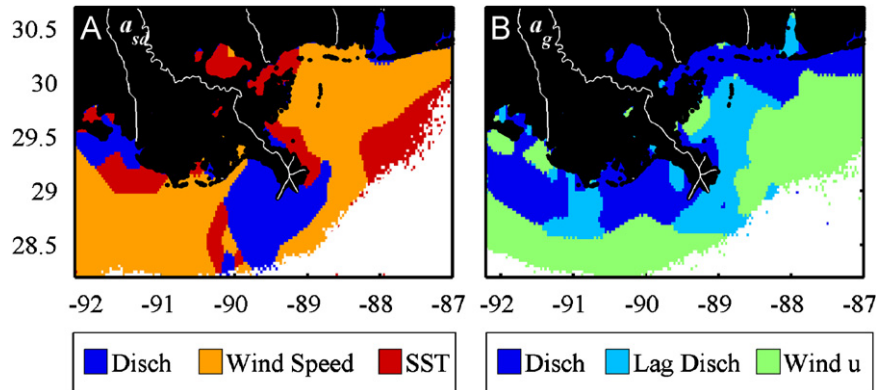 A
a_sd
B
a_g
30.5
30
29.5
29
28.5
-92 -91 -90 -89 -88 -87
-92 -91 -90 -89 -88 -87
Disch Wind Speed SST
Disch Lag Disch Wind u